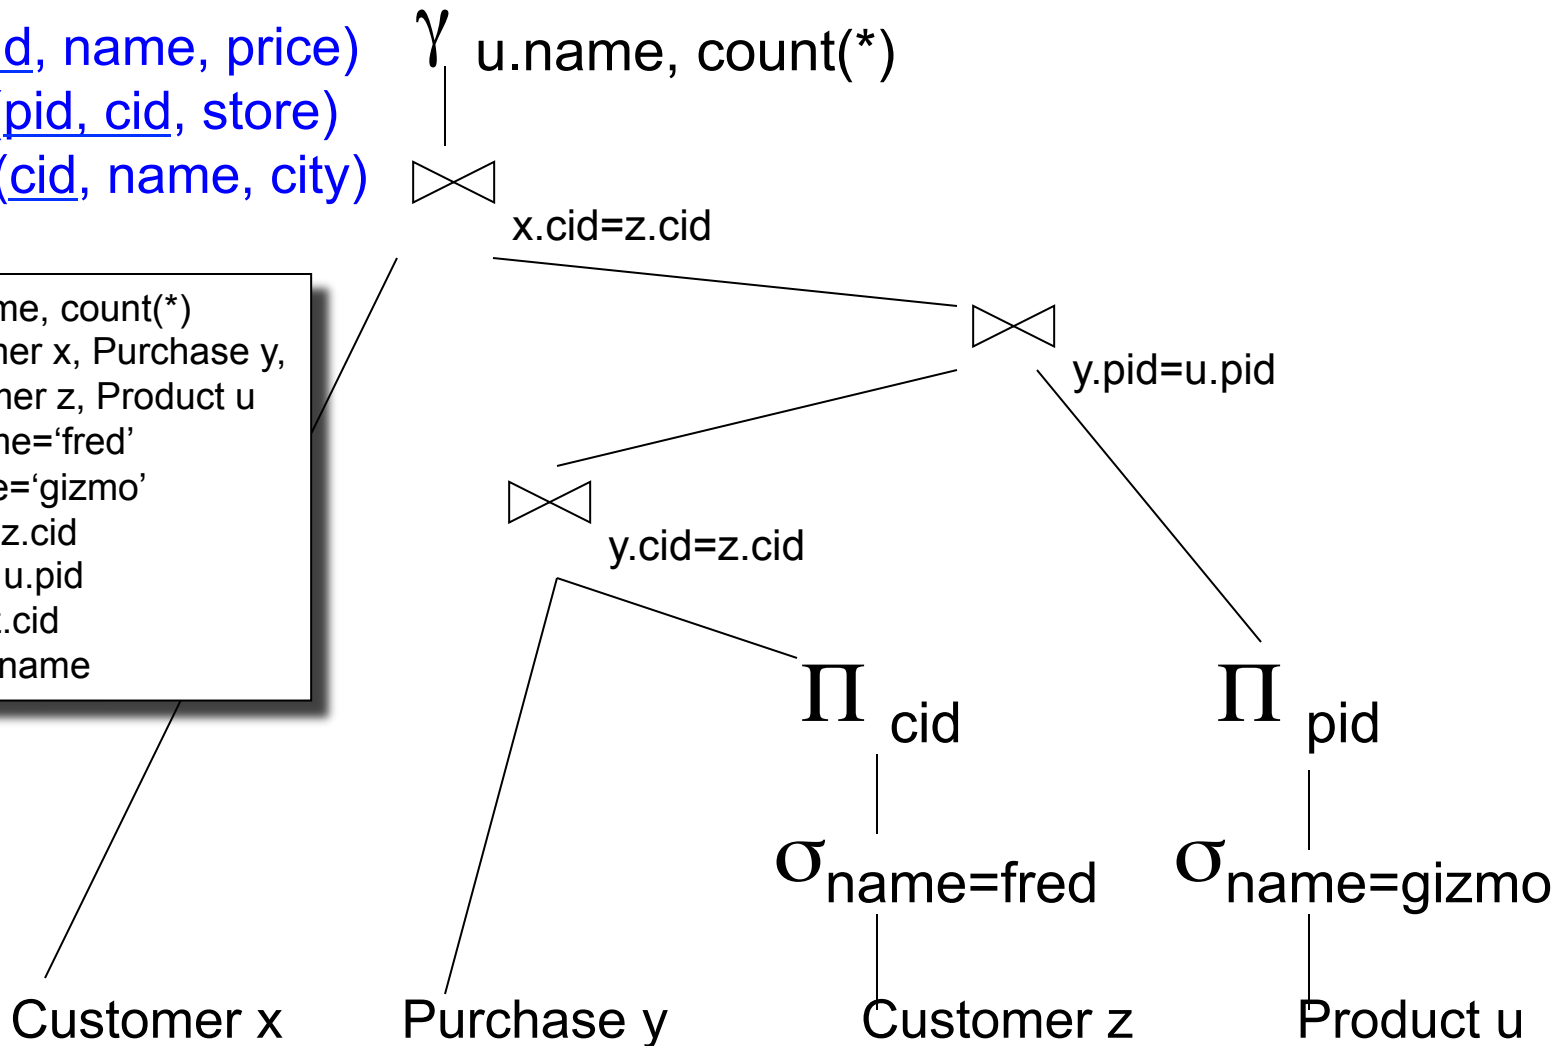 d, name, price)
(pid, cid, store)
(cid, name, city)
γ u.name, count(*)
x.cid=z.cid
me, count(*)
ner x, Purchase y,
ner z, Product u
ne=‘fred’
e=‘gizmo’
z.cid
u.pid
.cid
name
y.pid=u.pid
y.cid=z.cid
Π cid
Π pid
σname=fred
σname=gizmo
Customer x
Purchase y
Customer z
Product u